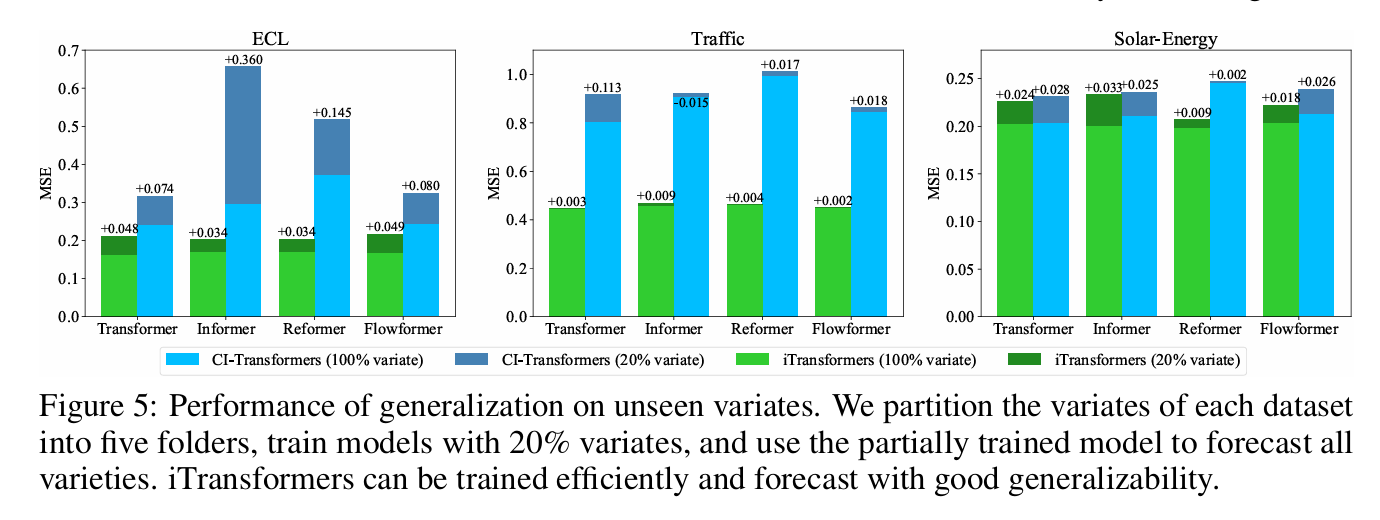 ECL
Traffic
Solar-Energy
MSE
0.7
0.6
0.5
0.4
0.3
0.2
0.1
0.0
+0.048
+0.074
+0.034
+0.360
+0.034
+0.145
+0.049
+0.080
Transformer
Informer
Reformer
Flowformer
MSE
1.0
0.8
0.6
0.4
0.2
0.0
+0.003
+0.113
+0.009
-0.015
+0.004
+0.017
+0.002
+0.018
Transformer
Informer
Reformer
Flowformer
MSE
0.25
0.20
0.15
0.10
0.05
0.00
+0.024
+0.028
+0.033
+0.025
+0.009
+0.002
+0.018
+0.026
Transformer
Informer
Reformer
Flowformer
CI-Transformers (100% variate)
CI-Transformers (20% variate)
iTransformers (100% variate)
iTransformers (20% variate)
Figure 5: Performance of generalization on unseen variates. We partition the variates of each dataset
into five folders, train models with 20% variates, and use the partially trained model to forecast all
varieties. iTransformers can be trained efficiently and forecast with good generalizability.